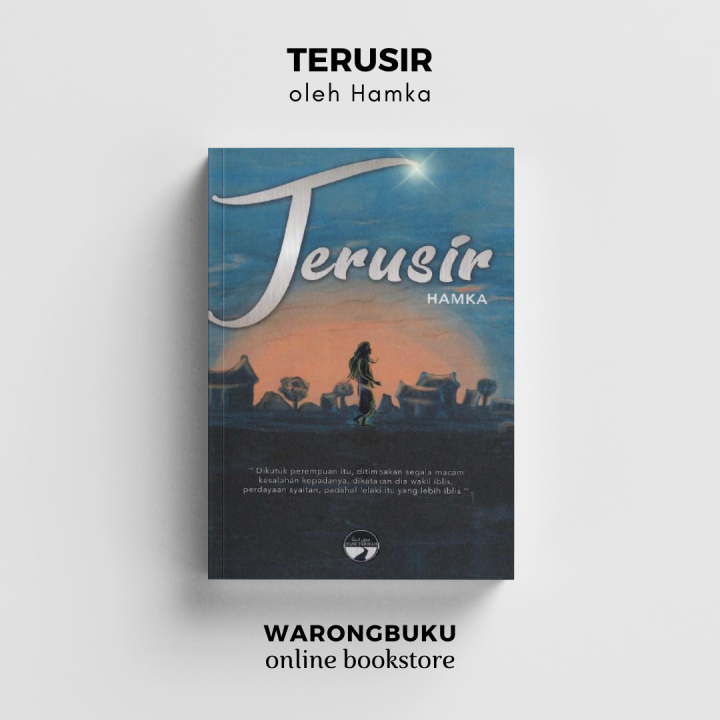 TERUSIR
oleh Hamka
Terusir
HAMKA
" Dikutuk perempuan itu, ditimpakan segala macam
kesalahan kepadanya, dikatakan dia wakil iblis,
perdayaan syaitan, padahal lelaki itu yang lebih iblis "
WARONGBUKU
online bookstore